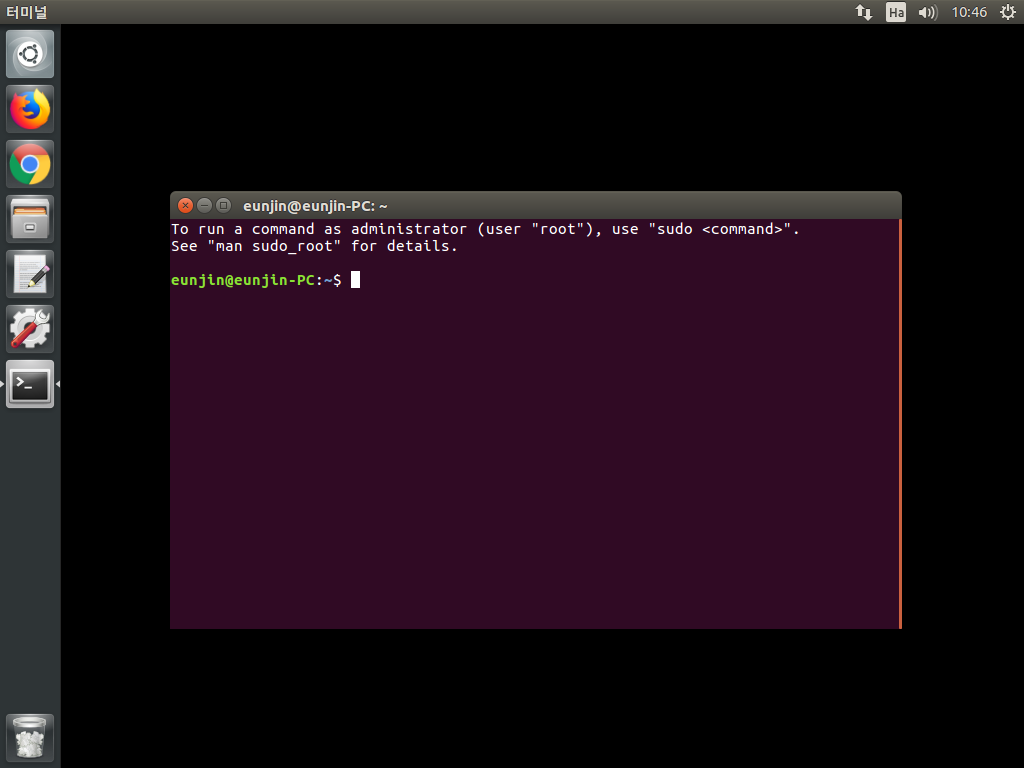 터미널
Ha
10:46
eunjin@eunjin-PC: ~
To run a command as administrator (user "root"), use "sudo <command>".
See "man sudo_root" for details.
eunjin@eunjin-PC:~$
>_